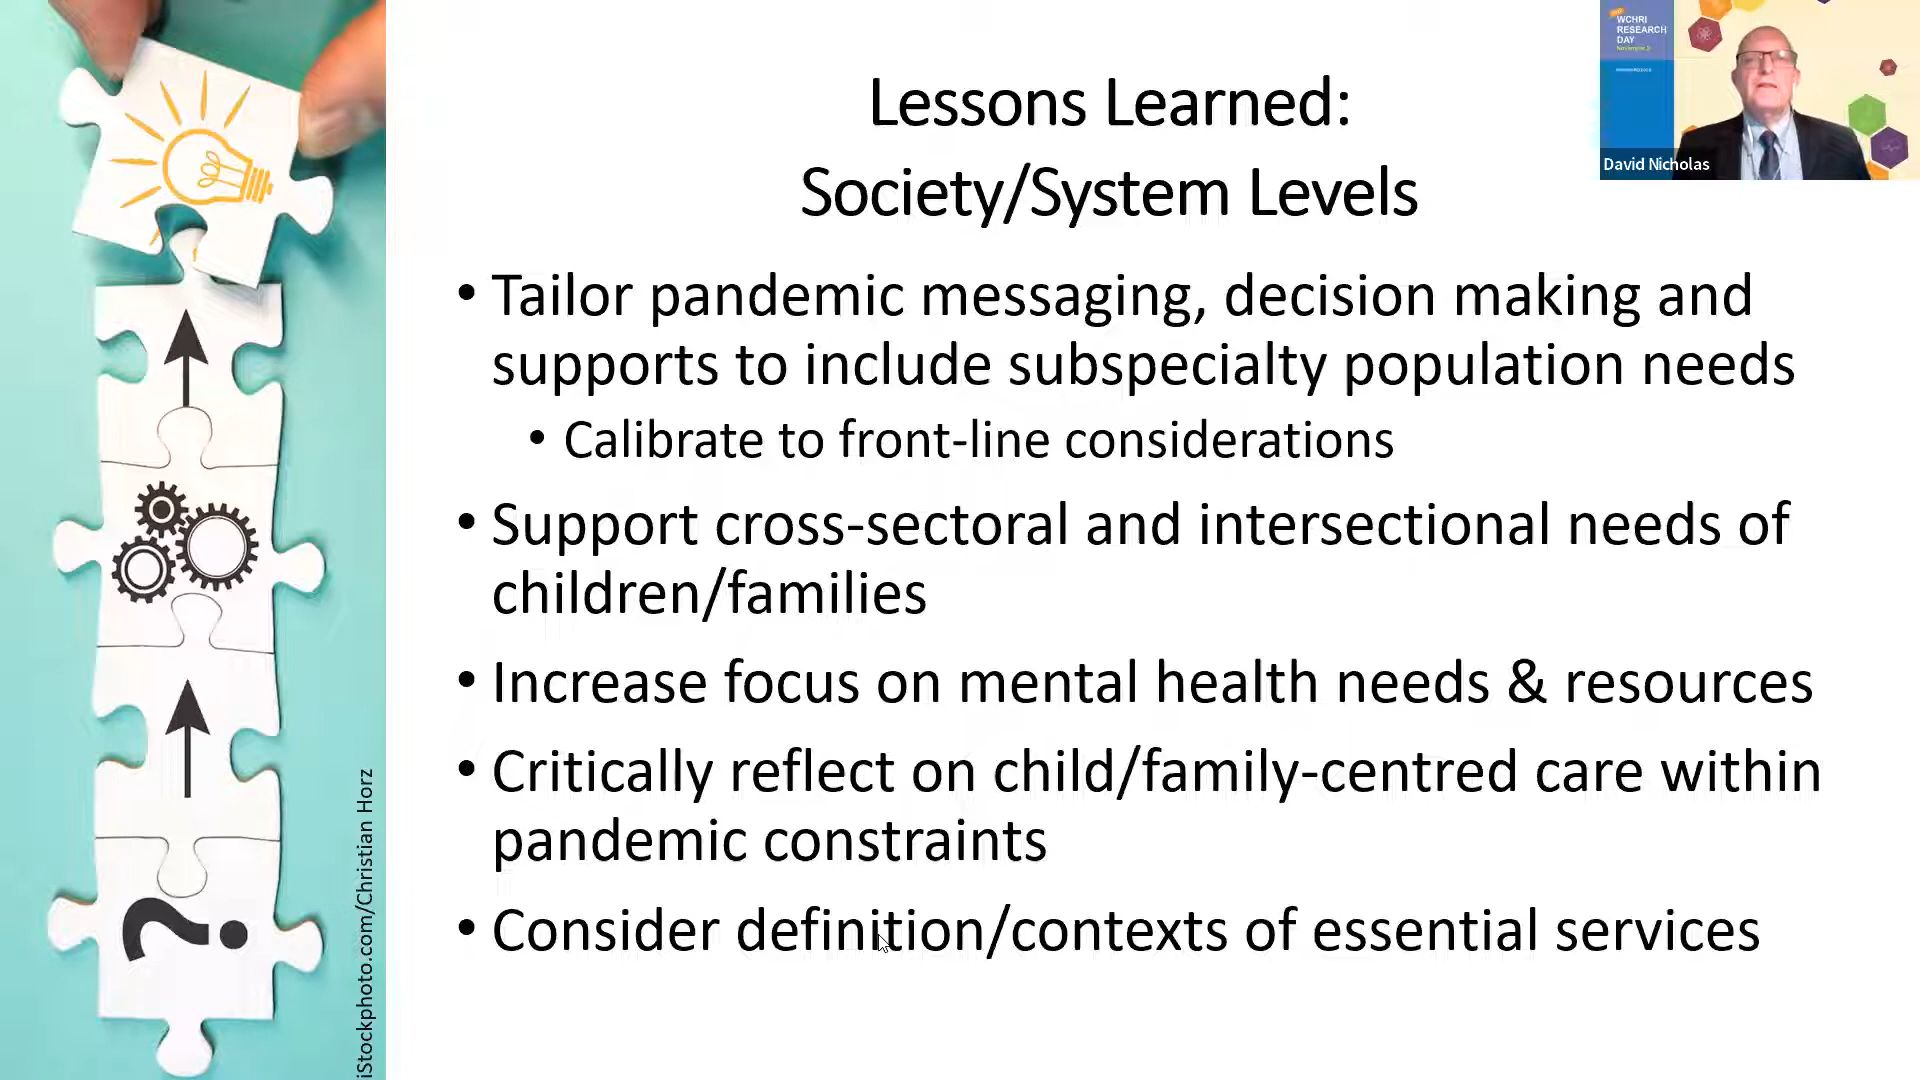 Lessons Learned:
Society/System Levels
• Tailor pandemic messaging, decision making and
supports to include subspecialty population needs
• Calibrate to front-line considerations
• Support cross-sectoral and intersectional needs of
children/families
• Increase focus on mental health needs & resources
• Critically reflect on child/family-centred care within
pandemic constraints
• Consider definition/contexts of essential services
iStockphoto.com/Christian Horz
?
WCHRI
RESEARCH
DAY
David Nicholas